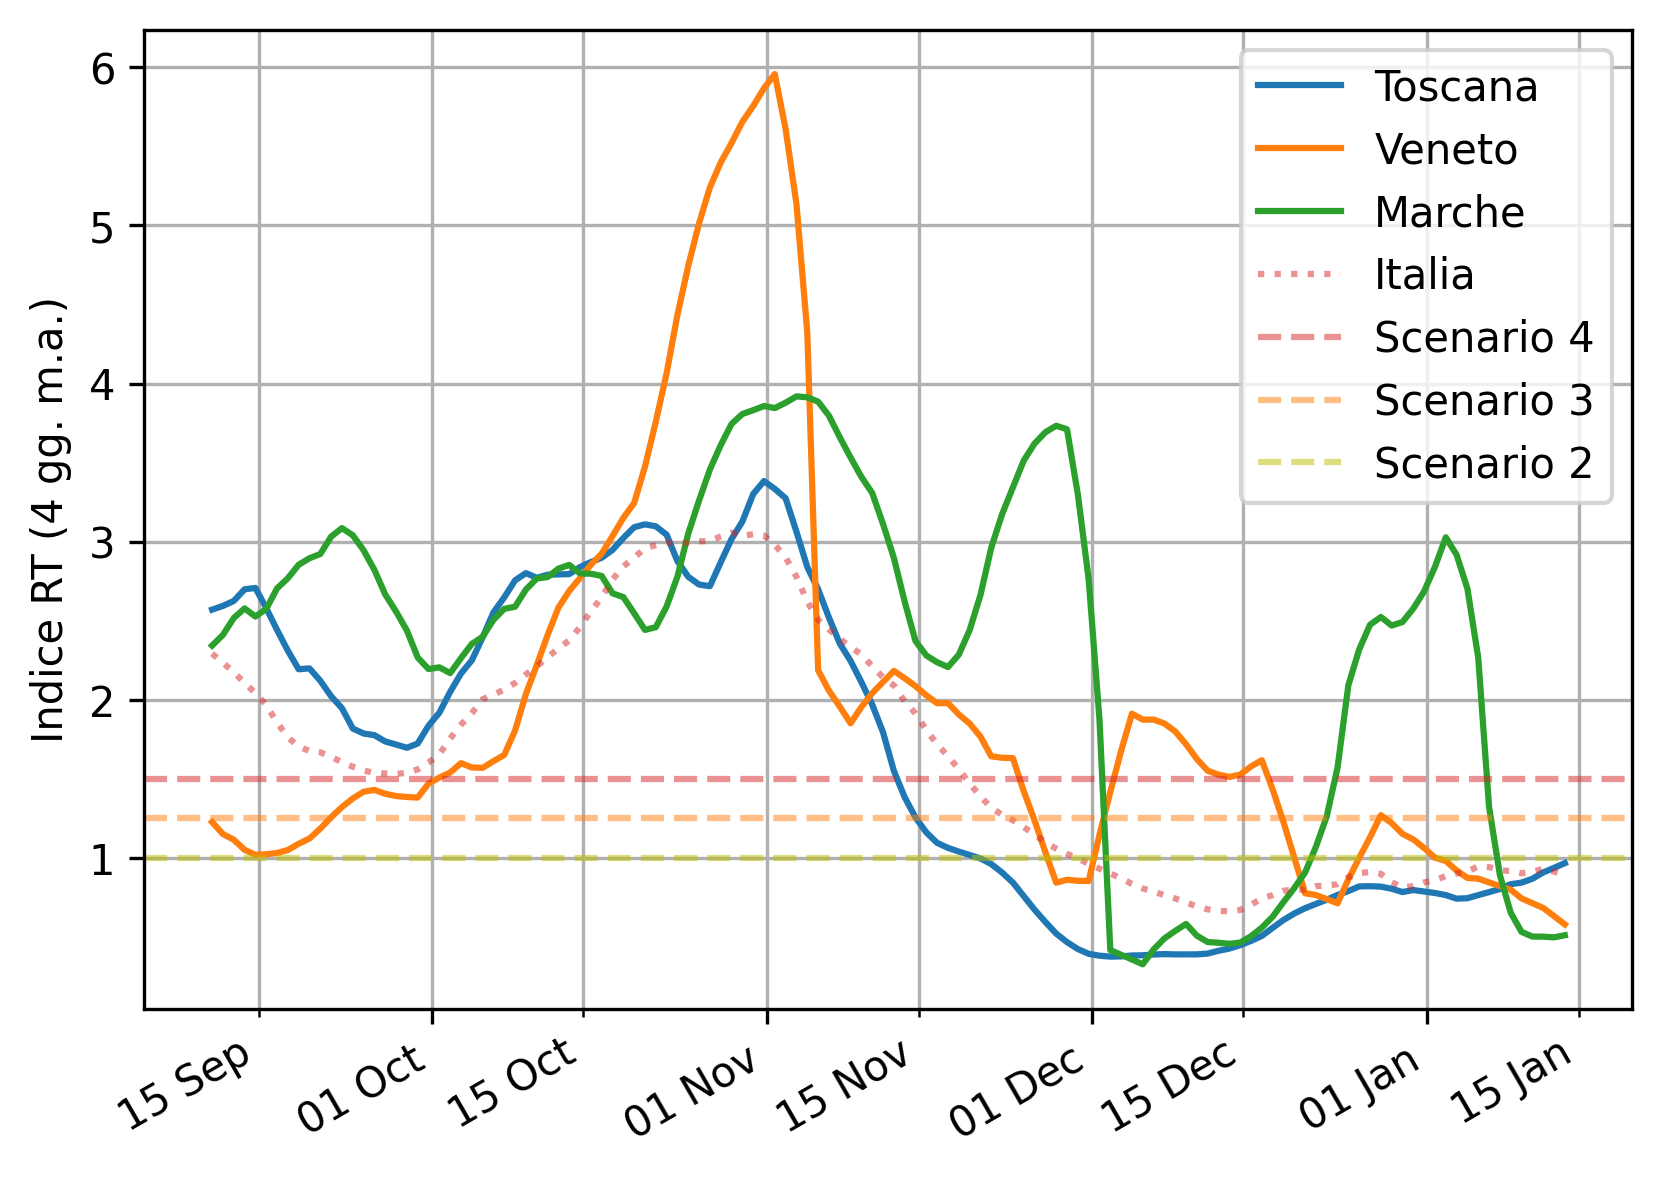 6
5
4
3
2
1
Indice RT (4 gg. m.a.)
Toscana
Veneto
Marche
Italia
Scenario 4
Scenario 3
Scenario 2
15 Sep
01 Oct
15 Oct
01 Nov
15 Nov
01 Dec
15 Dec
01 Jan
15 Jan